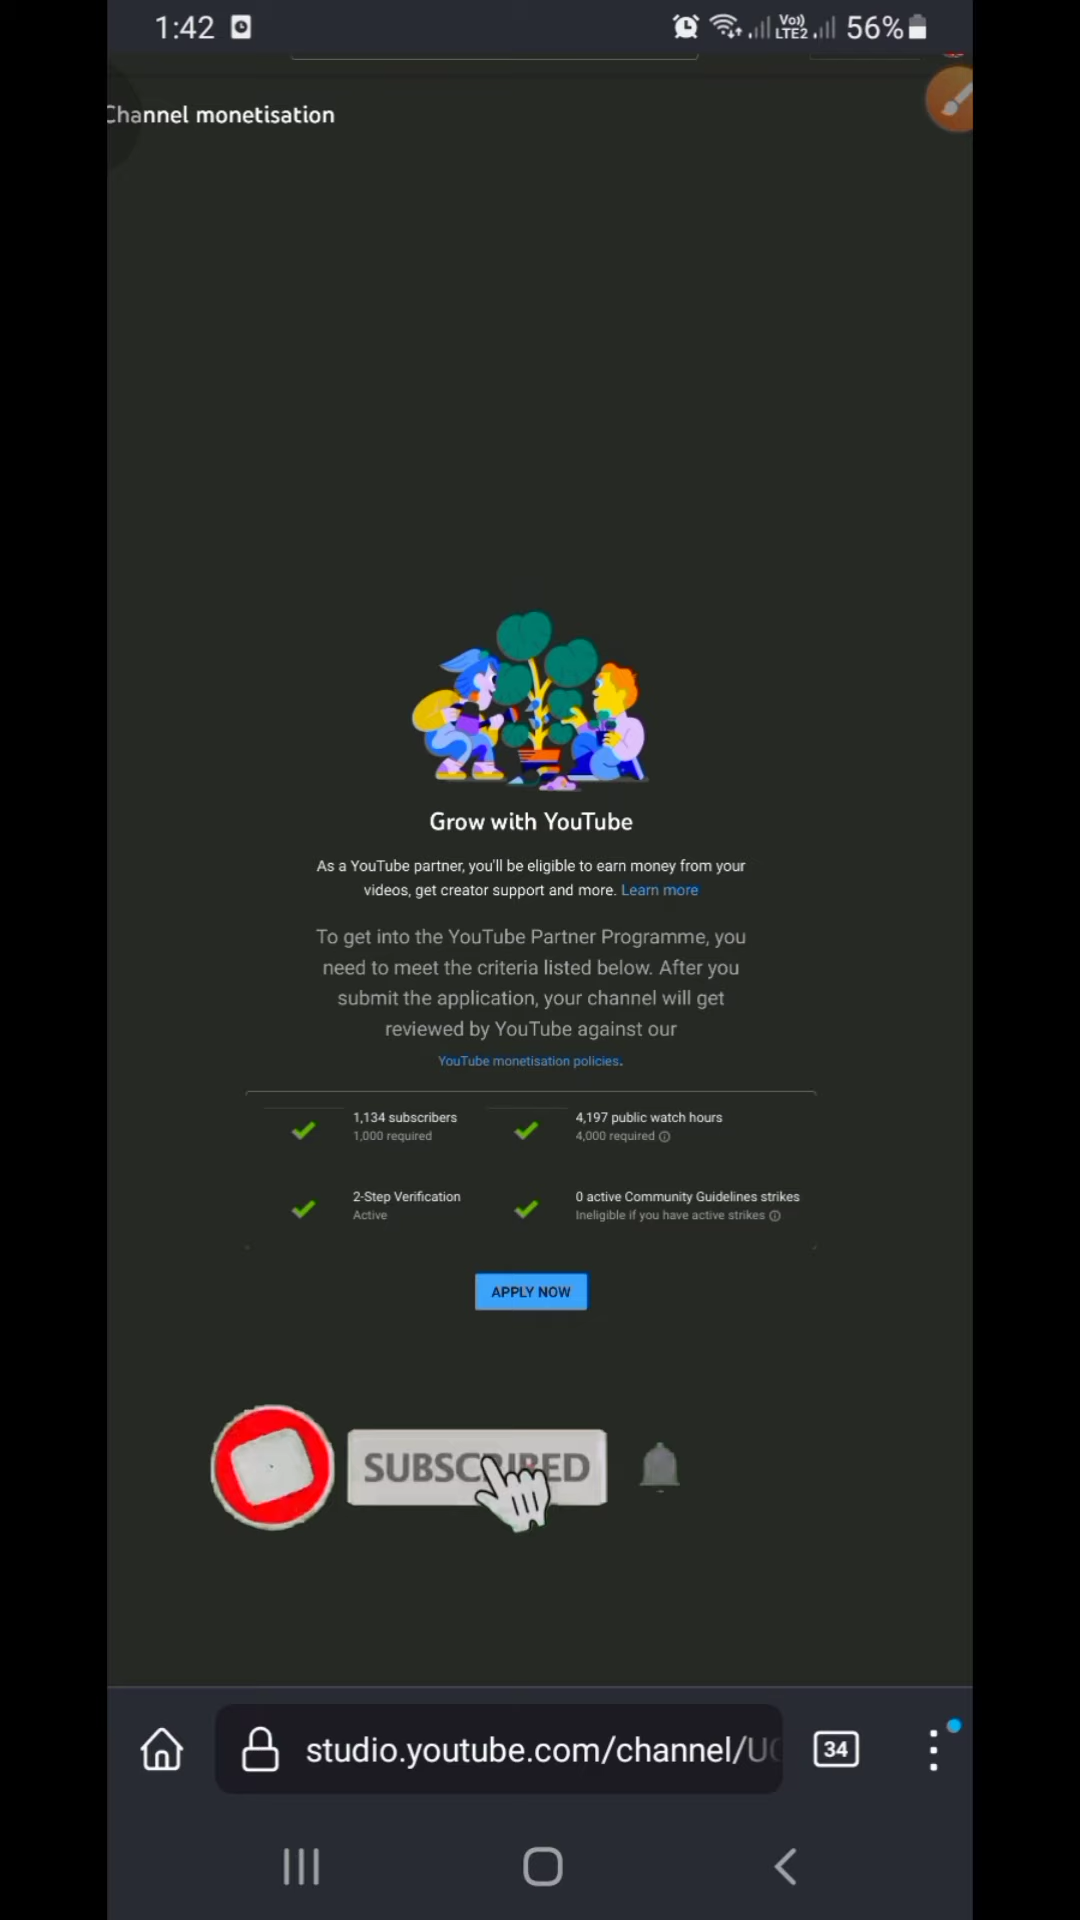 1:42
Vo))
LTE2
56%
Channel monetisation
Grow with YouTube
As a YouTube partner, you'll be eligible to earn money from your
videos, get creator support and more. Learn more
To get into the YouTube Partner Programme, you
need to meet the criteria listed below. After you
submit the application, your channel will get
reviewed by YouTube against our
YouTube monetisation policies.
1,134 subscribers
1,000 required
4,197 public watch hours
4,000 required
2-Step Verification
Active
0 active Community Guidelines strikes
Ineligible if you have active strikes
APPLY NOW
SUBSCRIBED
studio.youtube.com/channel/UC
34